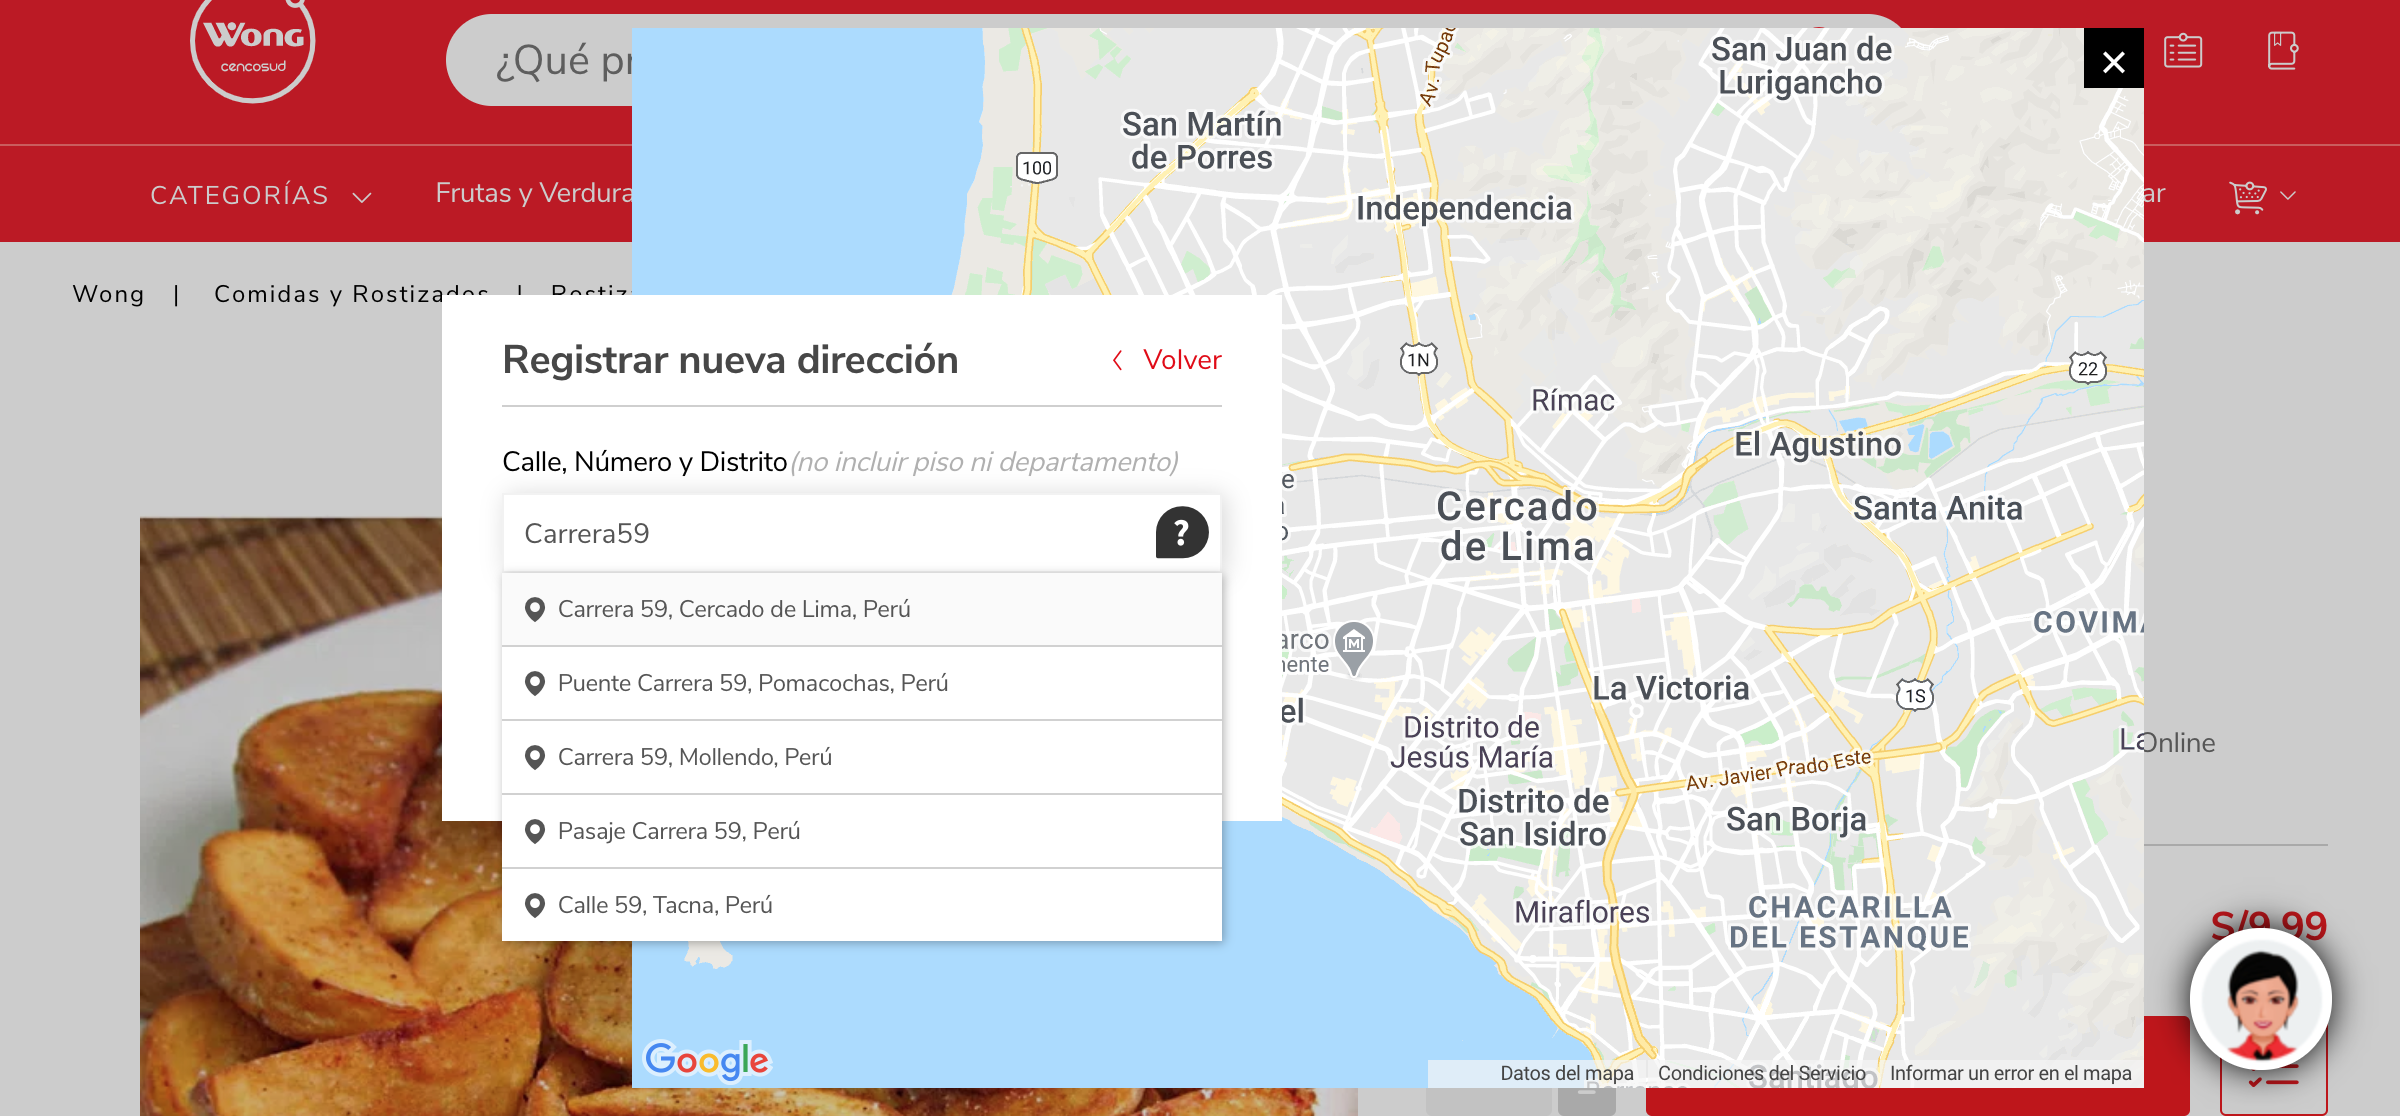 Wong
cencosud
¿Qué pr
CATEGORÍAS
Frutas y Verdura
ar
Wong | Comidas y Rostizados |
Registrar nueva dirección
Volver
Calle, Número y Distrito(no incluir piso ni departamento)
Carrera59
?
Carrera 59, Cercado de Lima, Perú
Puente Carrera 59, Pomacochas, Perú
Carrera 59, Mollendo, Perú
Pasaje Carrera 59, Perú
Calle 59, Tacna, Perú
Av. Tupac
San Juan de
Lurigancho
San Martín
de Porres
100
Independencia
1N
22
Rímac
El Agustino
Cercado
de Lima
Santa Anita
COVIMA
arco
nente
La Victoria
1S
el
Distrito de
Jesús María
Av. Javier Prado Este
La
Online
Distrito de
San Isidro
San Borja
Miraflores
CHACARILLA
DEL ESTANQUE
S/9.99
Google
Santiago
Datos del mapa
Condiciones del Servicio
Informar un error en el mapa